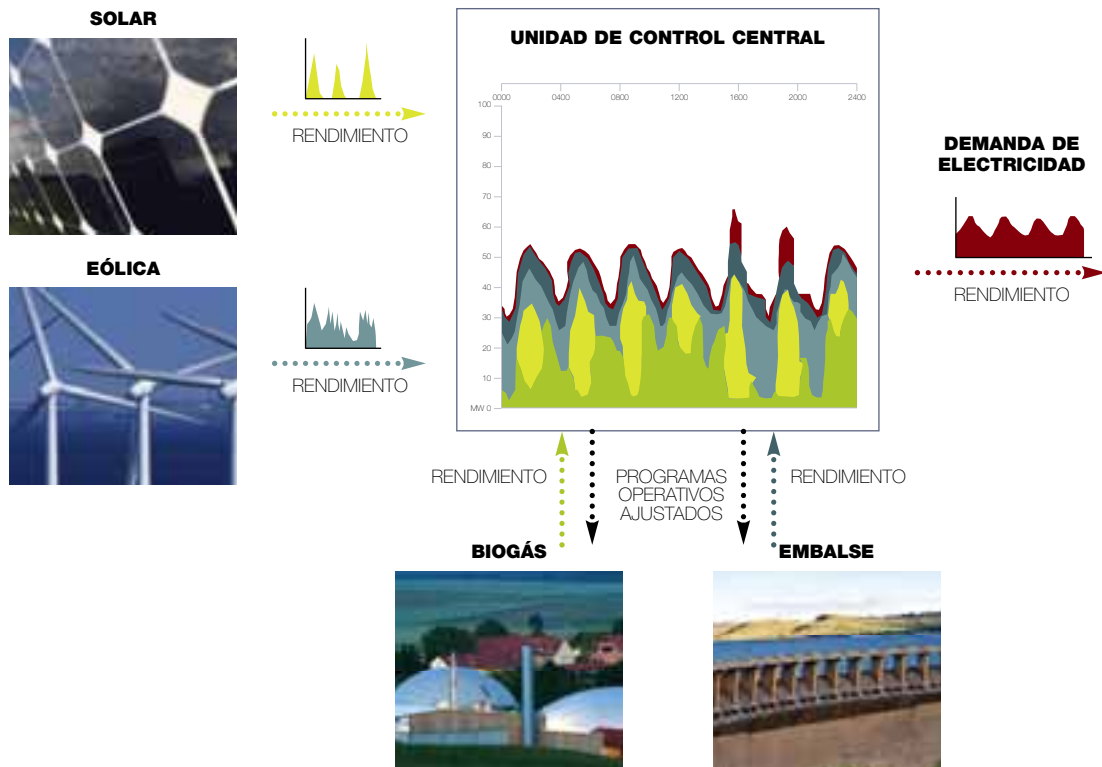 SOLAR
RENDIMIENTO
EÓLICA
RENDIMIENTO
UNIDAD DE CONTROL CENTRAL
0000 0400 0800 1200 1600 2000 2400
100
90
80
70
60
50
40
30
20
10
MW 0
DEMANDA DE
ELECTRICIDAD
RENDIMIENTO
RENDIMIENTO
PROGRAMAS
OPERATIVOS
AJUSTADOS
RENDIMIENTO
BIOGÁS
EMBALSE